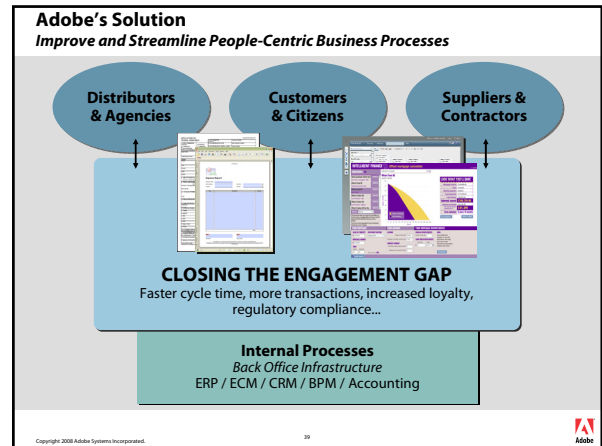 Adobe's Solution
Improve and Streamline People-Centric Business Processes
Distributors
& Agencies
Customers
& Citizens
Suppliers &
Contractors
INTELLIGENT FINANCE
CLOSING THE ENGAGEMENT GAP
Faster cycle time, more transactions, increased loyalty,
regulatory compliance...
Internal Processes
Back Office Infrastructure
ERP / ECM / CRM / BPM / Accounting
Copyright 2008 Adobe Systems Incorporated.
39
Adobe